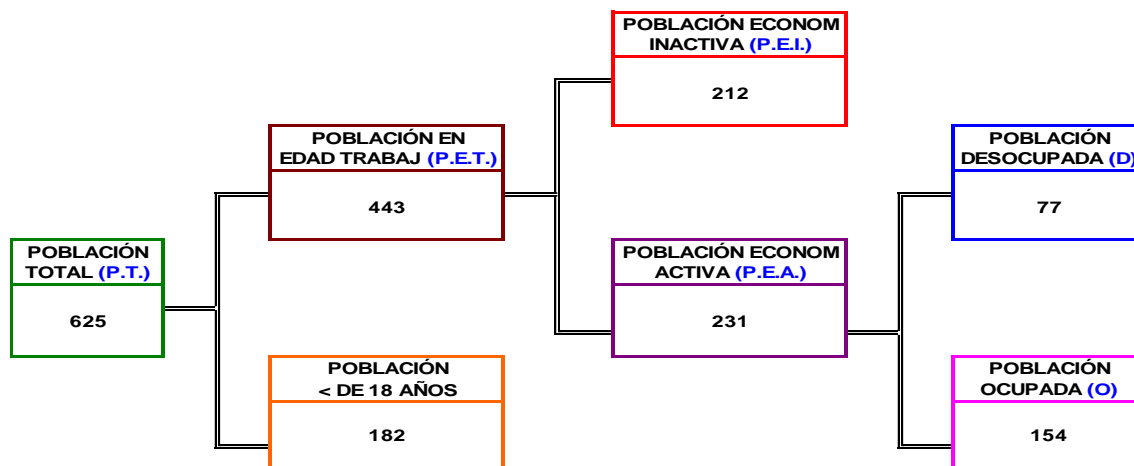 POBLACIÓN ECONOM
INACTIVA (P.E.I.)
212
POBLACIÓN EN
EDAD TRABAJ (P.E.T.)
443
POBLACIÓN
DESOCUPADA (D)
77
POBLACIÓN
TOTAL (P.T.)
625
POBLACIÓN ECONOM
ACTIVA (P.E.A.)
231
POBLACIÓN
< DE 18 AÑOS
182
POBLACIÓN
OCUPADA (O)
154